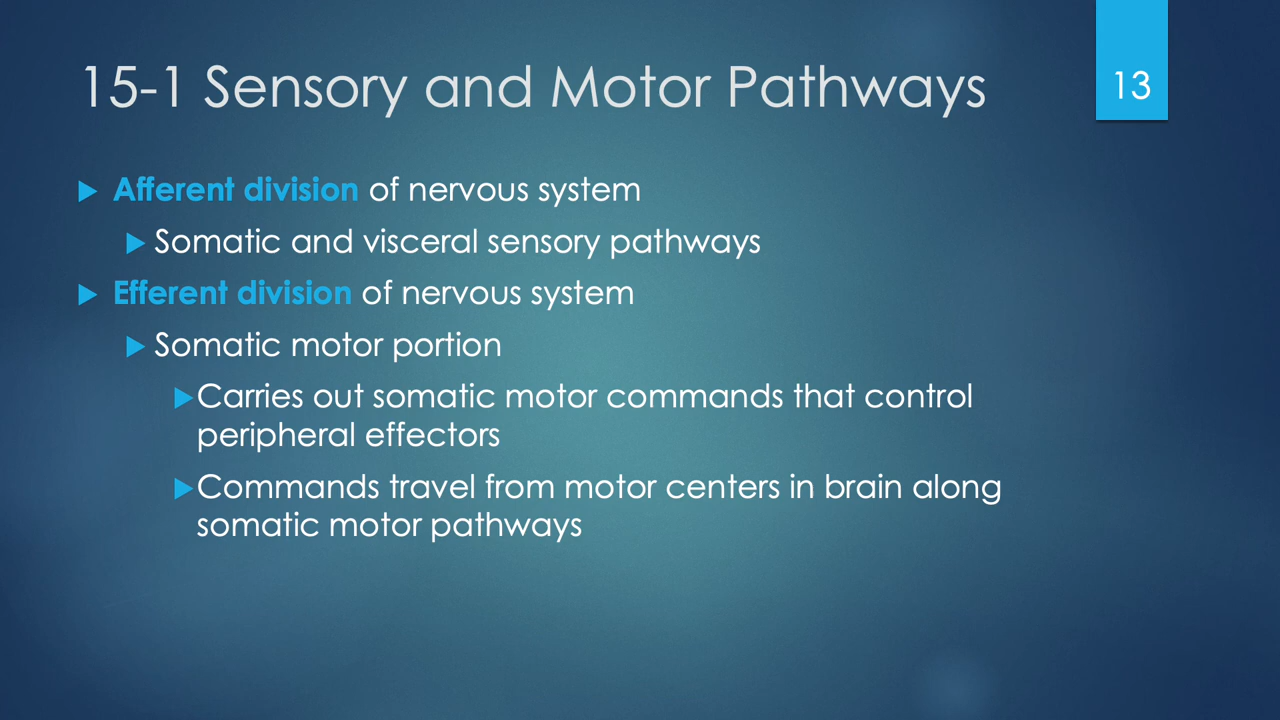 15-1 Sensory and Motor Pathways
13
Afferent division of nervous system
Somatic and visceral sensory pathways
Efferent division of nervous system
Somatic motor portion
Carries out somatic motor commands that control
peripheral effectors
Commands travel from motor centers in brain along
somatic motor pathways